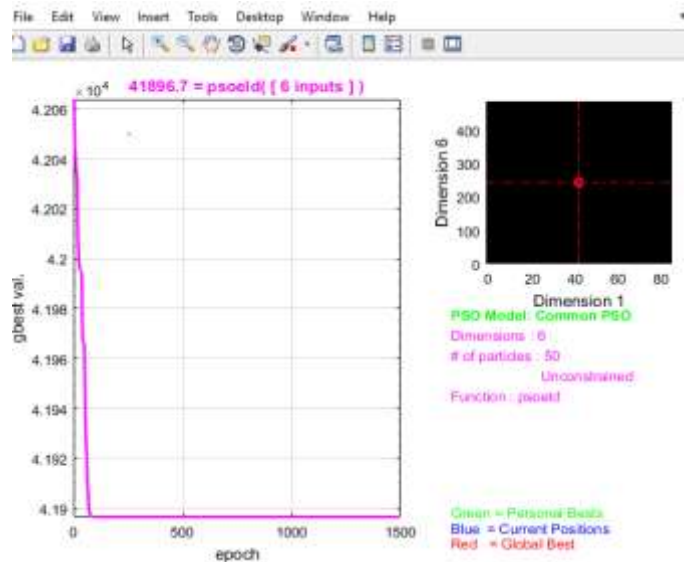 File Edit View Insert Tools Desktop Window Help
× 10⁴ 41896.7 = psoeld( [ 6 inputs ] )
4.206
4.204
4.202
4.2
4.198
4.196
4.194
4.192
4.19
gbest val.
0 500 1000 1500
epoch
400
300
200
100
0
Dimension 6
0 20 40 60 80
Dimension 1
PSO Model: Common PSO
Dimensions : 6
# of particles : 50
Unconstrained
Function : psoeld
Green = Personal Bests
Blue = Current Positions
Red = Global Best